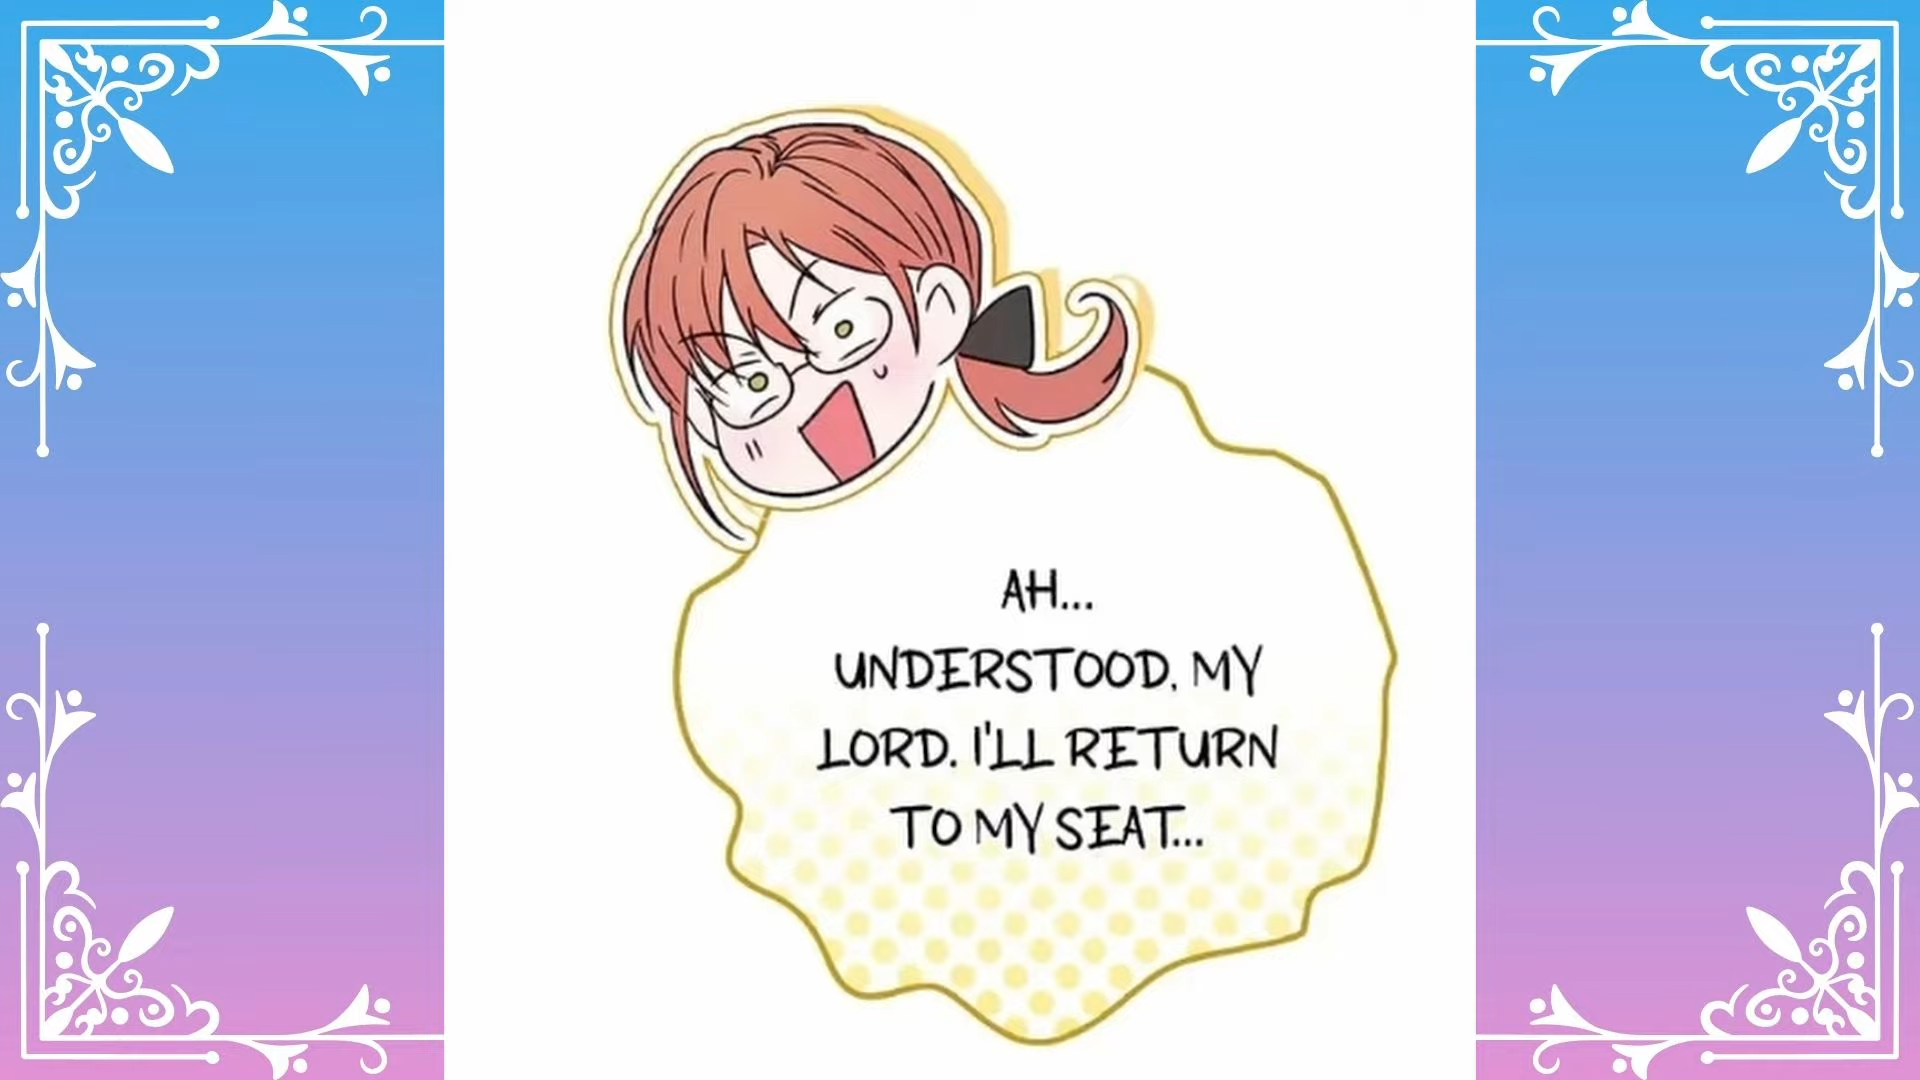 AH...
UNDERSTOOD, MY
LORD. I'LL RETURN
TO MY SEAT...